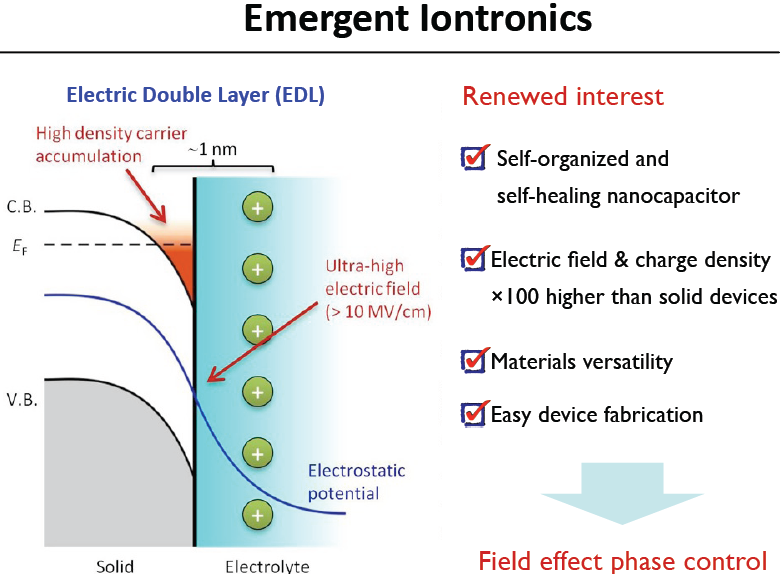 Emergent Iontronics
Electric Double Layer (EDL)
High density carrier
accumulation
~1 nm
C.B.
E_F
V.B.
+
+
+
+
+
+
Ultra-high
electric field
(> 10 MV/cm)
Electrostatic
potential
Solid
Electrolyte
Renewed interest
Self-organized and
self-healing nanocapacitor
Electric field & charge density
×100 higher than solid devices
Materials versatility
Easy device fabrication
Field effect phase control